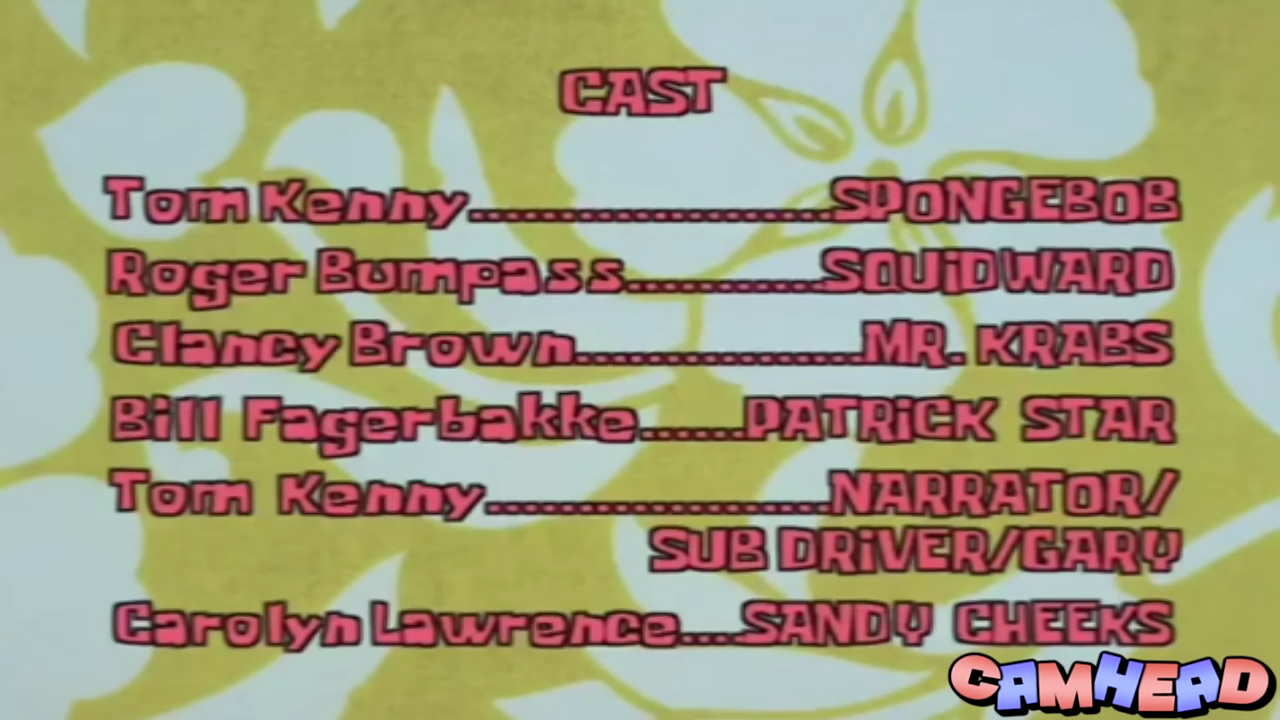 CAST
Tom Kenny....................SPONGEBOB
Roger Bumpass...........SQUiDWARD
Clancy Brown................MR. KRABS
Bill Fagerbakke......PATRiCK STAR
Tom Kenny...................NARRATOR/
SUB DRiVER/GARY
Carolyn Lawrence....SANDY CHEEKS
CAMHEAD